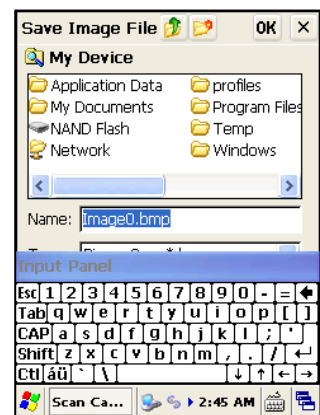 Save Image File OK ×
My Device
Application Data profiles
My Documents Program Files
NAND Flash Temp
Network Windows
Name: Image0.bmp
Input Panel
Esc 1 2 3 4 5 6 7 8 9 0 - =
Tab q w e r t y u i o p [ ]
CAP a s d f g h j k l ; '
Shift z x c v b n m , . /
Ctl áü ` \
Scan Ca... 2:45 AM